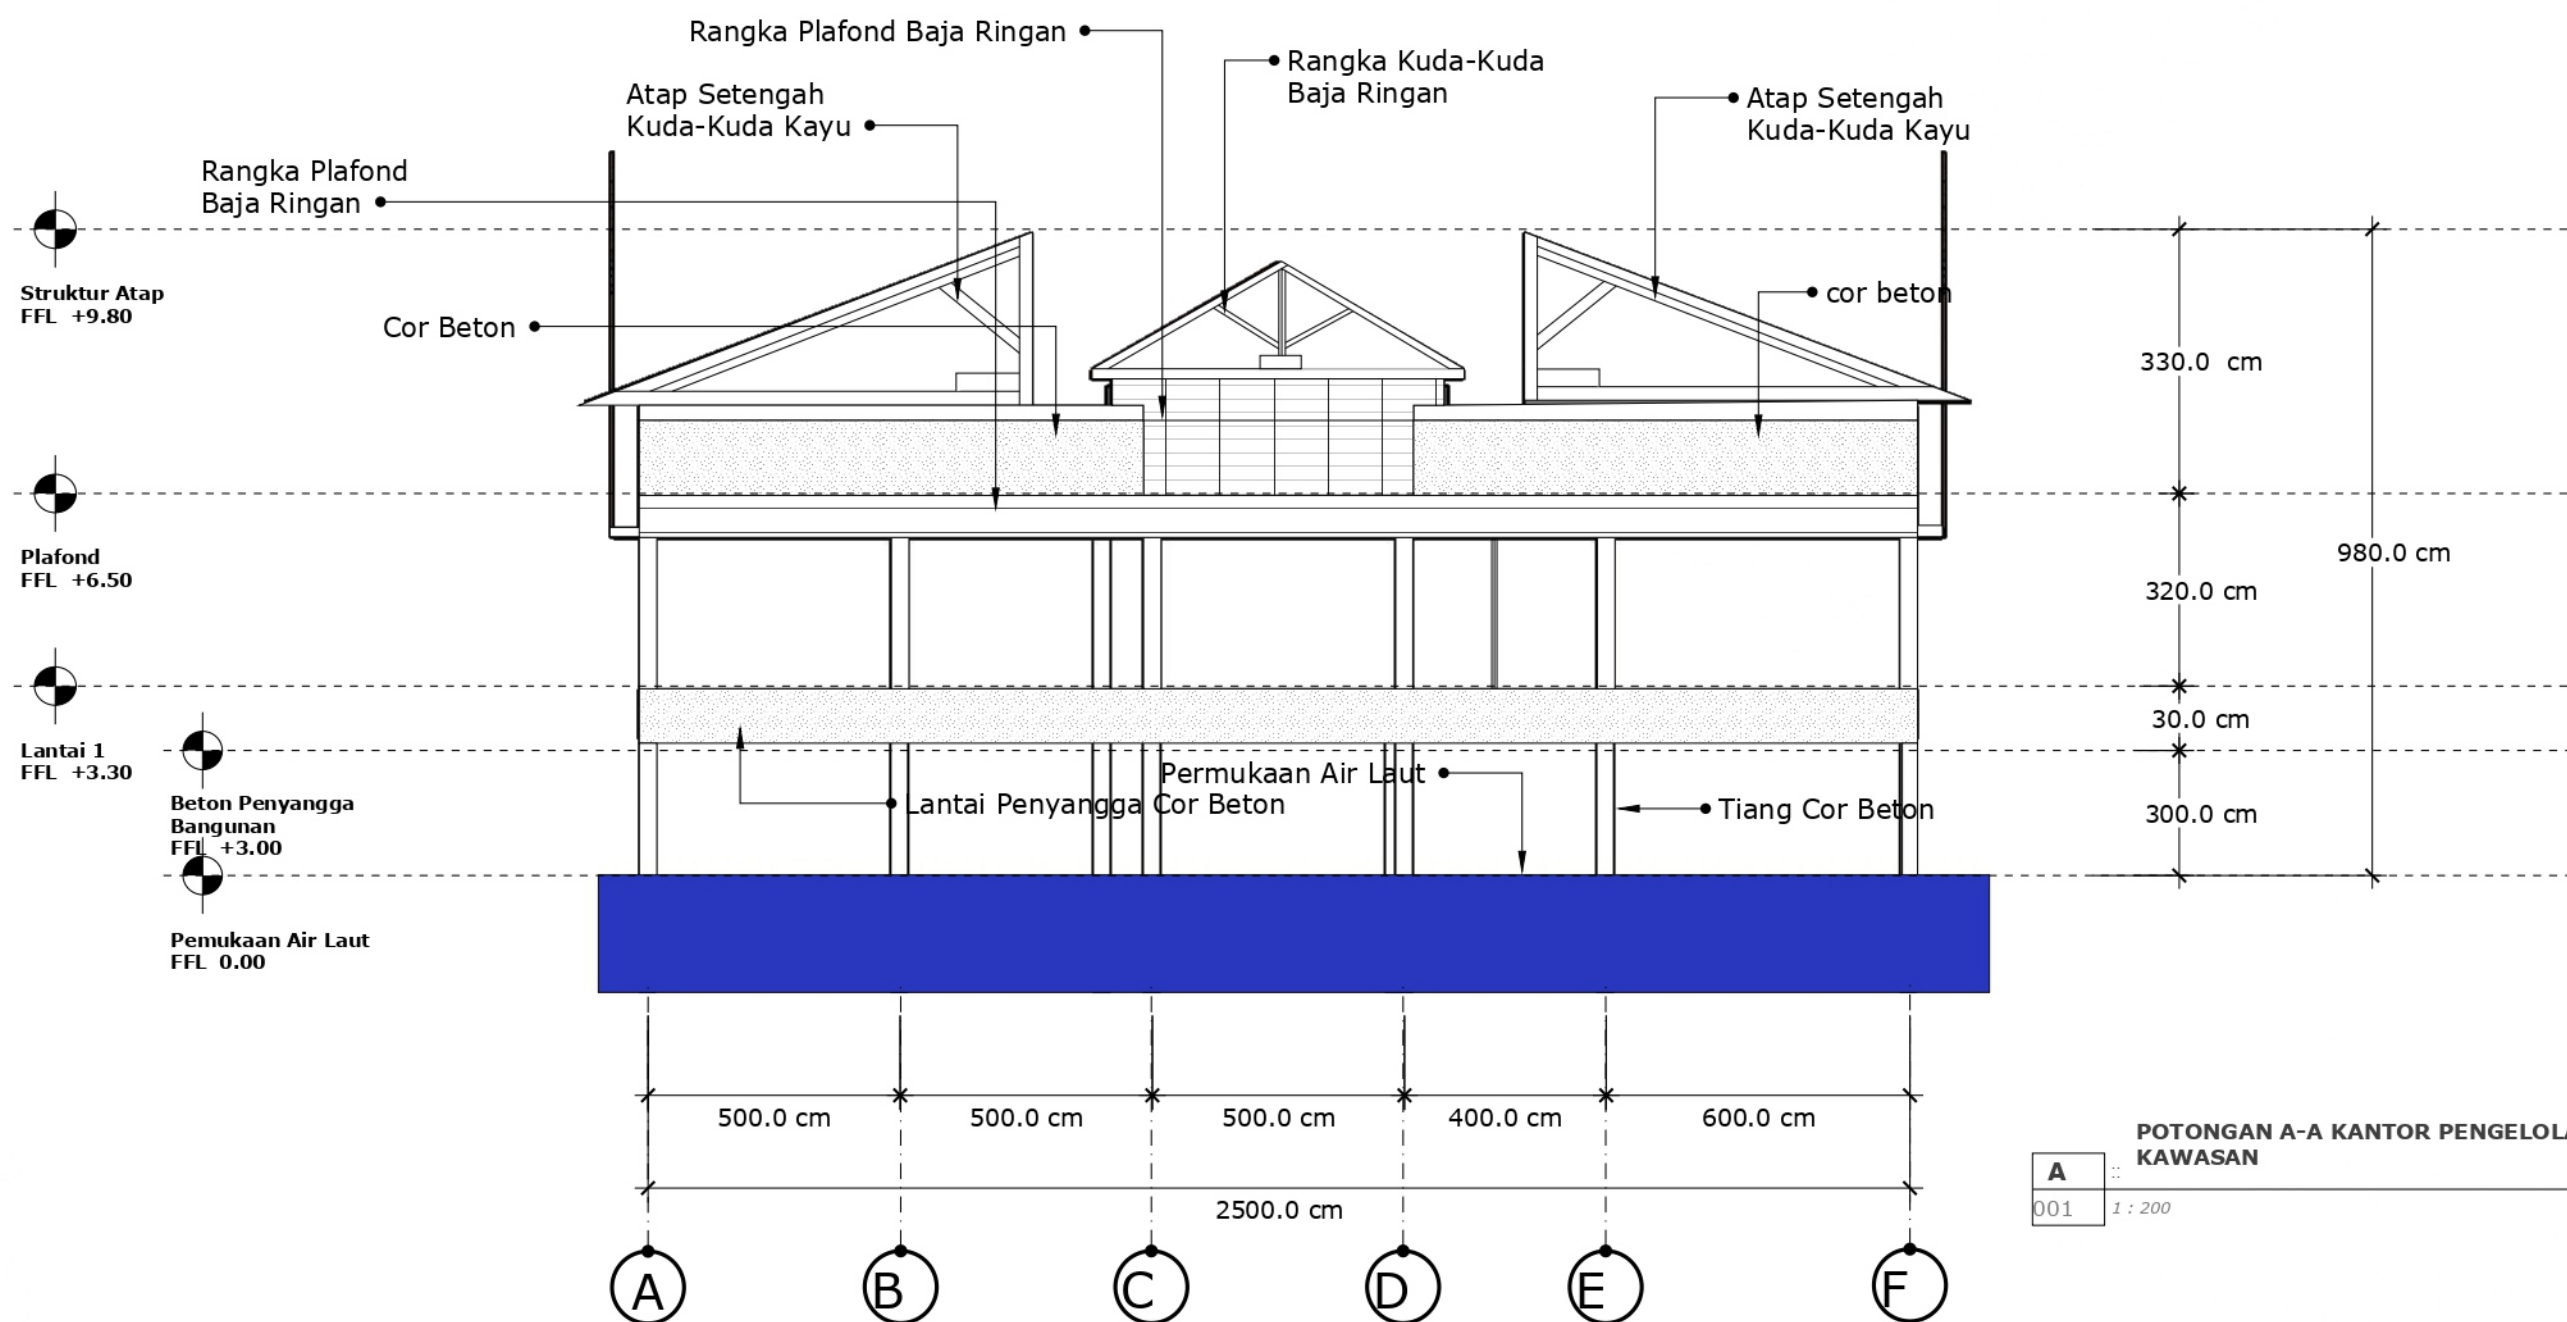 Rangka Plafond Baja Ringan
Rangka Kuda-Kuda
Baja Ringan
Atap Setengah
Kuda-Kuda Kayu
Atap Setengah
Kuda-Kuda Kayu
Rangka Plafond
Baja Ringan
Struktur Atap
FFL +9.80
Cor Beton
cor beton
330.0 cm
Plafond
FFL +6.50
980.0 cm
320.0 cm
Lantai 1
FFL +3.30
30.0 cm
Beton Penyangga
Bangunan
FFL +3.00
Permukaan Air Laut
Lantai Penyangga Cor Beton
Tiang Cor Beton
300.0 cm
Pemukaan Air Laut
FFL 0.00
500.0 cm
500.0 cm
500.0 cm
400.0 cm
600.0 cm
2500.0 cm
A
B
C
D
E
F
POTONGAN A-A KANTOR PENGELOLA
KAWASAN
A ::
001
1 : 200